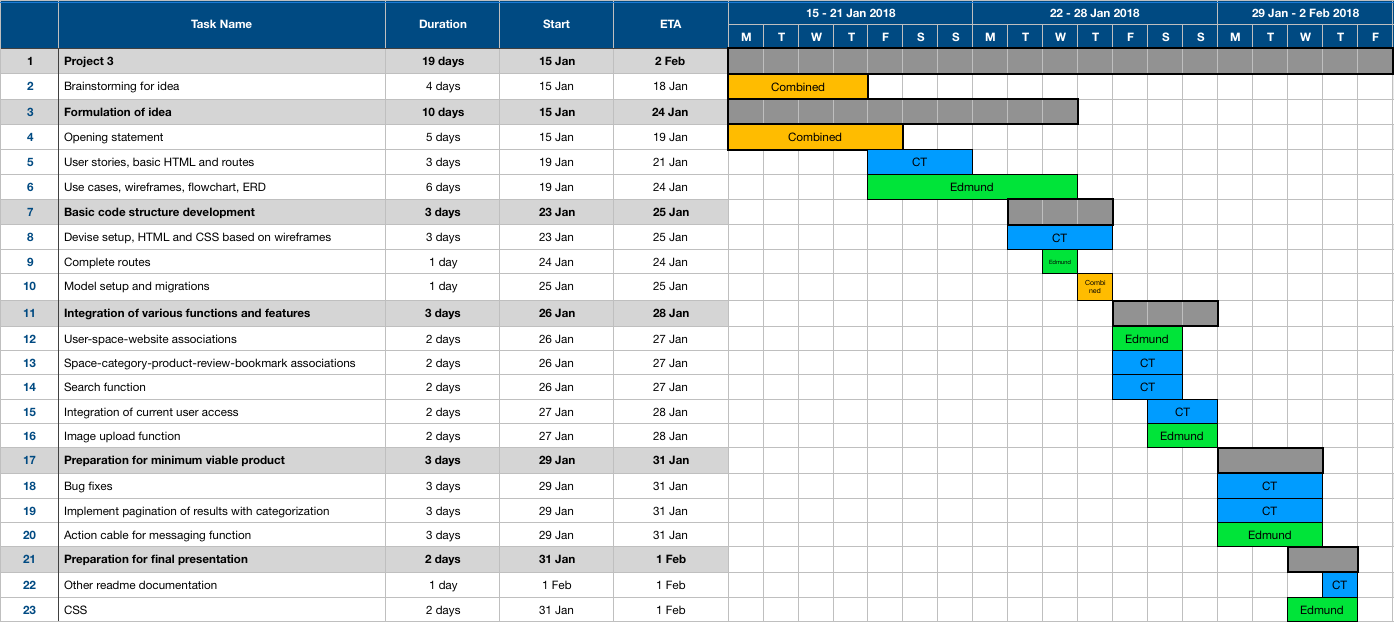 Task Name Duration Start ETA 15 - 21 Jan 2018 22 - 28 Jan 2018 29 Jan - 2 Feb 2018
M T W T F S S M T W T F S S M T W T F
1 Project 3 19 days 15 Jan 2 Feb
2 Brainstorming for idea 4 days 15 Jan 18 Jan Combined
3 Formulation of idea 10 days 15 Jan 24 Jan
4 Opening statement 5 days 15 Jan 19 Jan Combined
5 User stories, basic HTML and routes 3 days 19 Jan 21 Jan CT
6 Use cases, wireframes, flowchart, ERD 6 days 19 Jan 24 Jan Edmund
7 Basic code structure development 3 days 23 Jan 25 Jan
8 Devise setup, HTML and CSS based on wireframes 3 days 23 Jan 25 Jan CT
9 Complete routes 1 day 24 Jan 24 Jan Edmund
10 Model setup and migrations 1 day 25 Jan 25 Jan Combi
ned
11 Integration of various functions and features 3 days 26 Jan 28 Jan
12 User-space-website associations 2 days 26 Jan 27 Jan Edmund
13 Space-category-product-review-bookmark associations 2 days 26 Jan 27 Jan CT
14 Search function 2 days 26 Jan 27 Jan CT
15 Integration of current user access 2 days 27 Jan 28 Jan CT
16 Image upload function 2 days 27 Jan 28 Jan Edmund
17 Preparation for minimum viable product 3 days 29 Jan 31 Jan
18 Bug fixes 3 days 29 Jan 31 Jan CT
19 Implement pagination of results with categorization 3 days 29 Jan 31 Jan CT
20 Action cable for messaging function 3 days 29 Jan 31 Jan Edmund
21 Preparation for final presentation 2 days 31 Jan 1 Feb
22 Other readme documentation 1 day 1 Feb 1 Feb CT
23 CSS 2 days 31 Jan 1 Feb Edmund